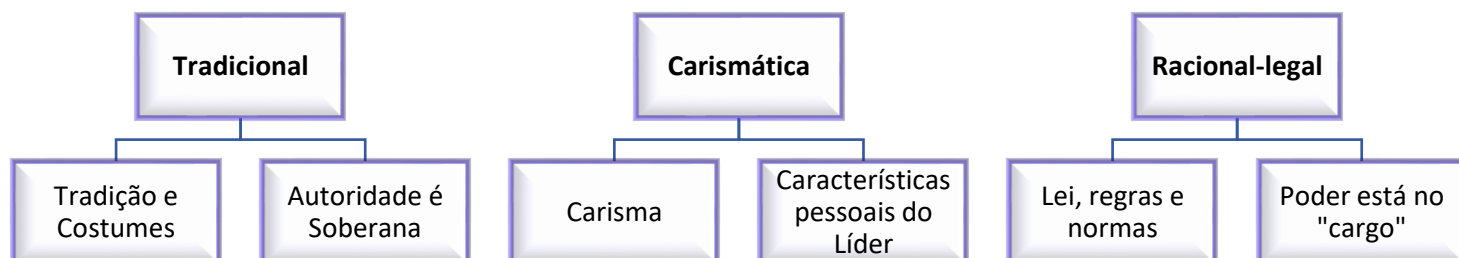 Tradicional
Carismática
Racional-legal
Tradição e
Costumes
Autoridade é
Soberana
Carisma
Características
pessoais do
Líder
Lei, regras e
normas
Poder está no
"cargo"